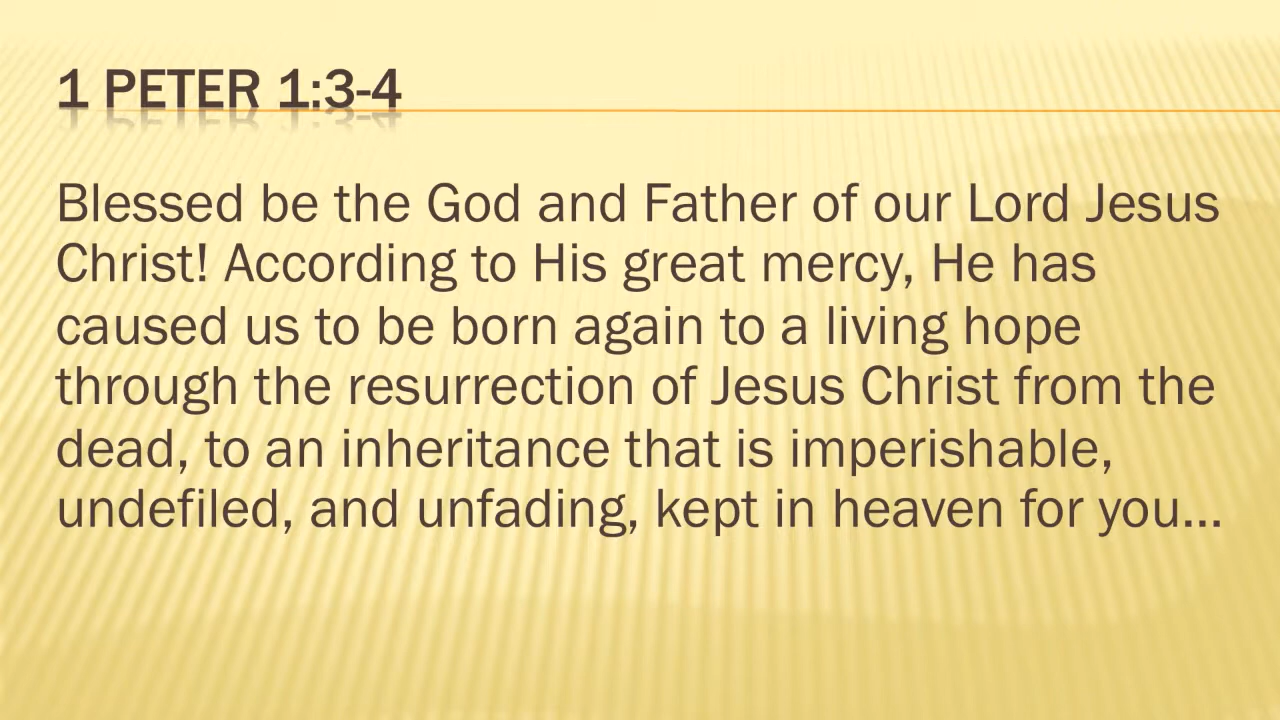 1 PETER 1:3-4
Blessed be the God and Father of our Lord Jesus
Christ! According to His great mercy, He has
caused us to be born again to a living hope
through the resurrection of Jesus Christ from the
dead, to an inheritance that is imperishable,
undefiled, and unfading, kept in heaven for you…